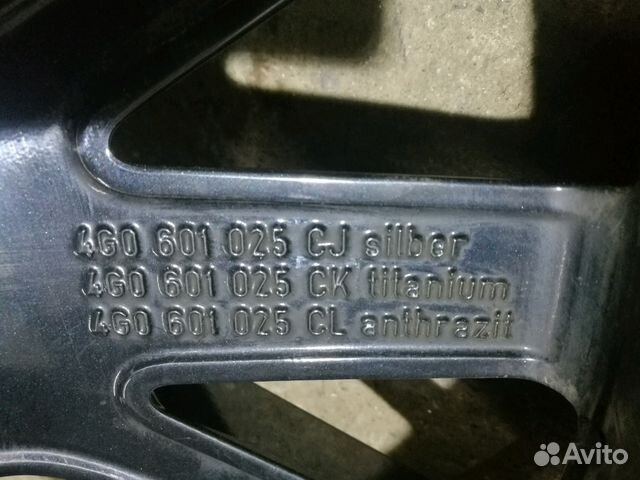 4G0 601 025 CJ silber
4G0 601 025 CK titanium
4G0 601 025 CL anthrazit
Avito